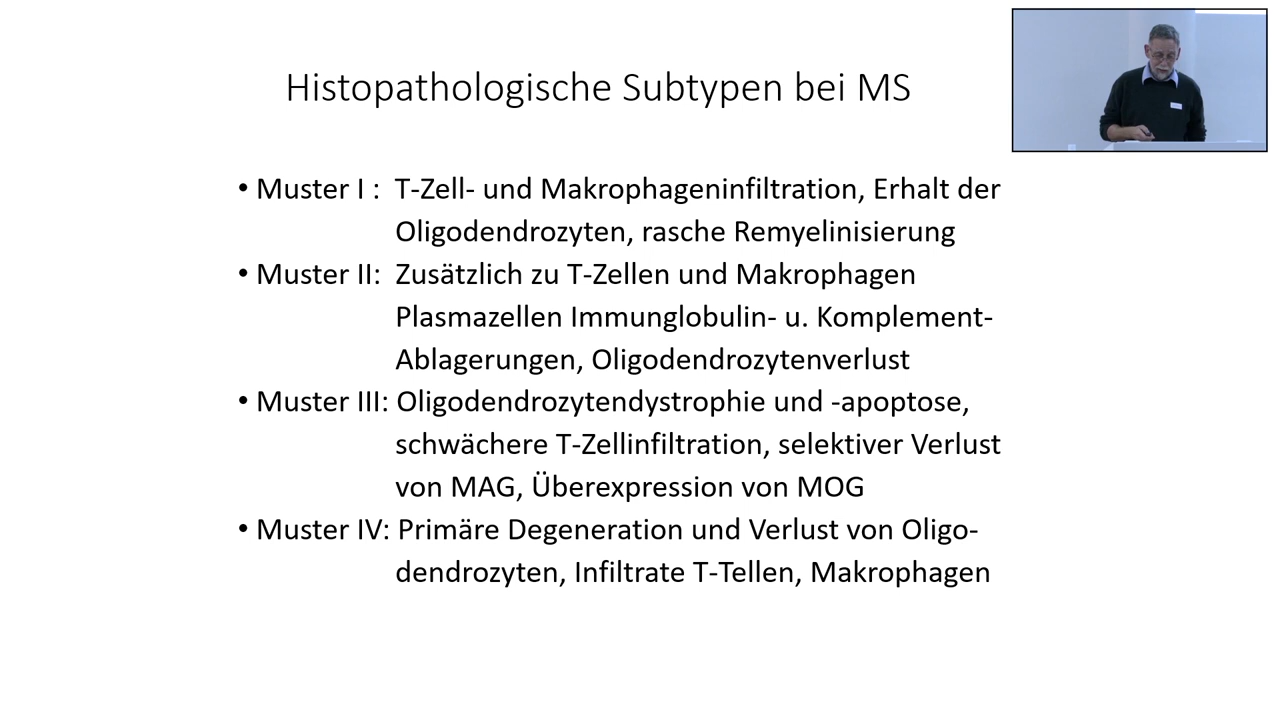 Histopathologische Subtypen bei MS
• Muster I : T-Zell- und Makrophageninfiltration, Erhalt der
Oligodendrozyten, rasche Remyelinisierung
• Muster II: Zusätzlich zu T-Zellen und Makrophagen
Plasmazellen Immunglobulin- u. Komplement-
Ablagerungen, Oligodendrozytenverlust
• Muster III: Oligodendrozytendystrophie und -apoptose,
schwächere T-Zellinfiltration, selektiver Verlust
von MAG, Überexpression von MOG
• Muster IV: Primäre Degeneration und Verlust von Oligo-
dendrozyten, Infiltrate T-Tellen, Makrophagen